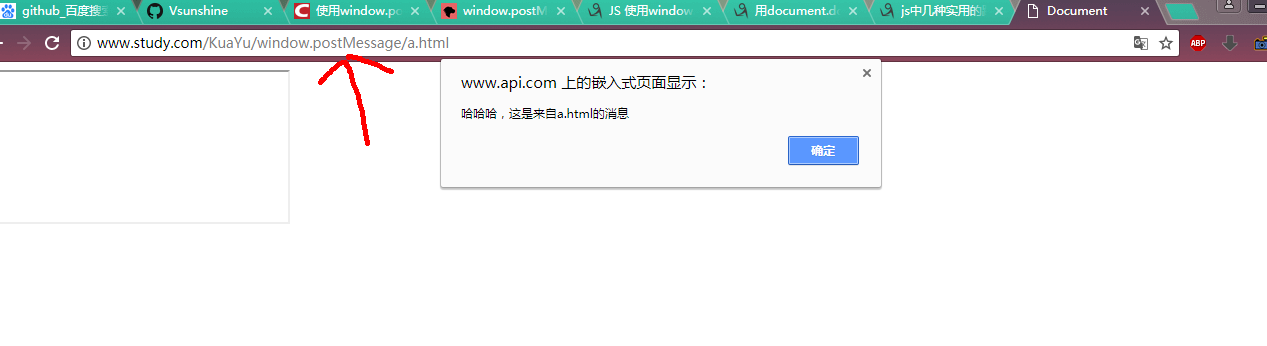 github_百度搜
Vsunshine
使用window.po
window.postM
JS 使用window
用document.do
js中几种实用的
Document
www.study.com/KuaYu/window.postMessage/a.html
ABP
www.api.com 上的嵌入式页面显示：
哈哈哈，这是来自a.html的消息
确定